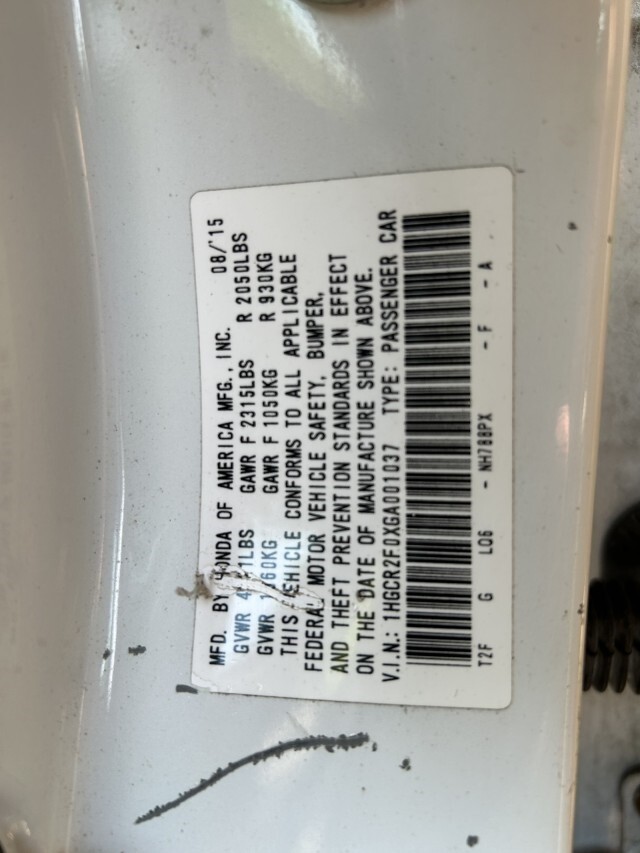 MFD. BY HONDA OF AMERICA MFG., INC. 08/'15
GVWR LBS GAWR F 2315LBS R 2050LBS
GVWR GAWR F 1050KG R 930KG
THIS VEHICLE CONFORMS TO ALL APPLICABLE
FEDERAL MOTOR VEHICLE SAFETY, BUMPER,
AND THEFT PREVENTION STANDARDS IN EFFECT
ON THE DATE OF MANUFACTURE SHOWN ABOVE.
V.I.N.: 1HGCR2F0XGA001037 TYPE: PASSENGER CAR
T2F G L06 - NH788PX - F - A